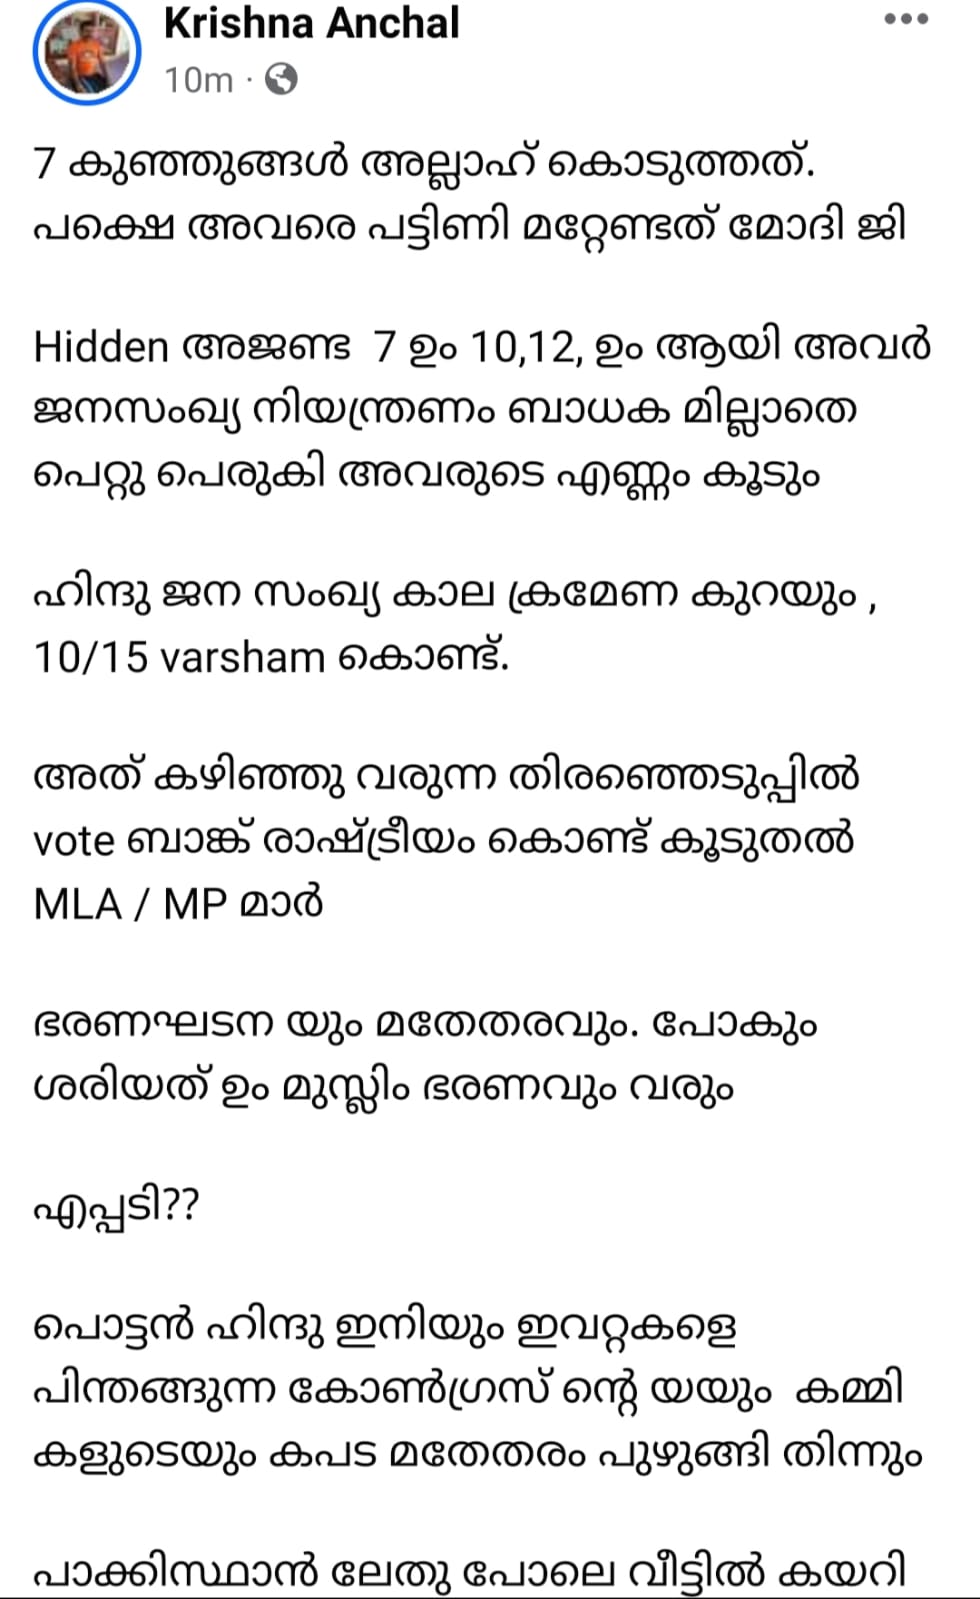 Krishna Anchal
10m ·
7 കുഞ്ഞുങ്ങൾ അല്ലാഹ് കൊടുത്തത്.
പക്ഷെ അവരെ പട്ടിണി മറ്റേണ്ടത് മോദി ജി
Hidden അജണ്ട 7 ഉം 10,12, ഉം ആയി അവർ
ജനസംഖ്യ നിയന്ത്രണം ബാധക മില്ലാതെ
പെറ്റു പെരുകി അവരുടെ എണ്ണം കൂടും
ഹിന്ദു ജന സംഖ്യ കാല ക്രമേണ കുറയും ,
10/15 varsham കൊണ്ട്.
അത് കഴിഞ്ഞു വരുന്ന തിരഞ്ഞെടുപ്പിൽ
vote ബാങ്ക് രാഷ്ട്രീയം കൊണ്ട് കൂടുതൽ
MLA / MP മാർ
ഭരണഘടന യും മതേതരവും. പോകും
ശരിയത് ഉം മുസ്ലിം ഭരണവും വരും
എപ്പടി??
പൊട്ടൻ ഹിന്ദു ഇനിയും ഇവറ്റകളെ
പിന്തങ്ങുന്ന കോൺഗ്രസ് ന്റെ യയും കമ്മി
കളുടെയും കപട മതേതരം പുഴുങ്ങി തിന്നും
പാക്കിസ്ഥാൻ ലേതു പോലെ വീട്ടിൽ കയറി